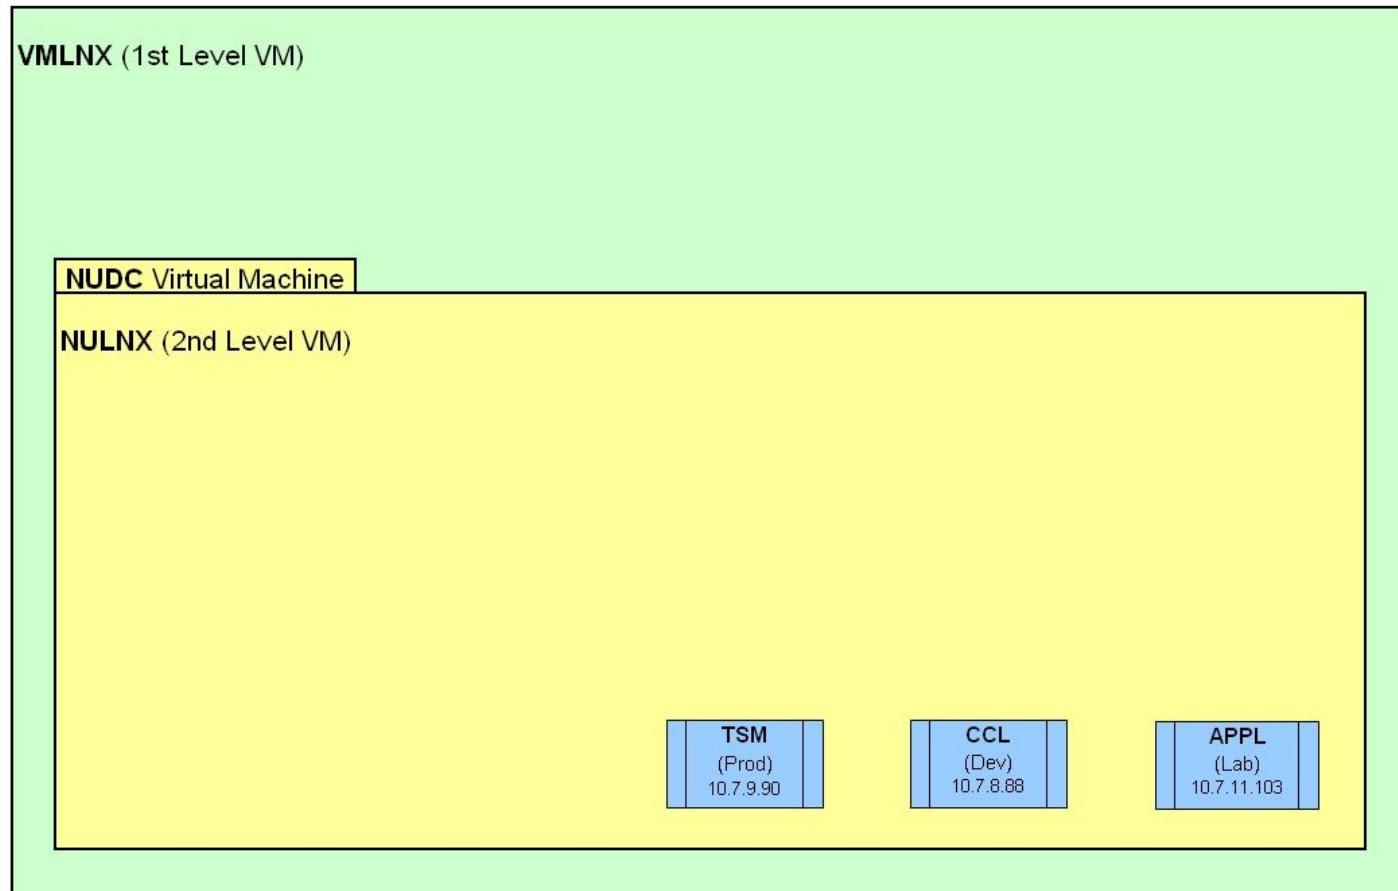 VMLNX (1st Level VM)
NUDC Virtual Machine
NULNX (2nd Level VM)
TSM
(Prod)
10.7.9.90
CCL
(Dev)
10.7.8.88
APPL
(Lab)
10.7.11.103